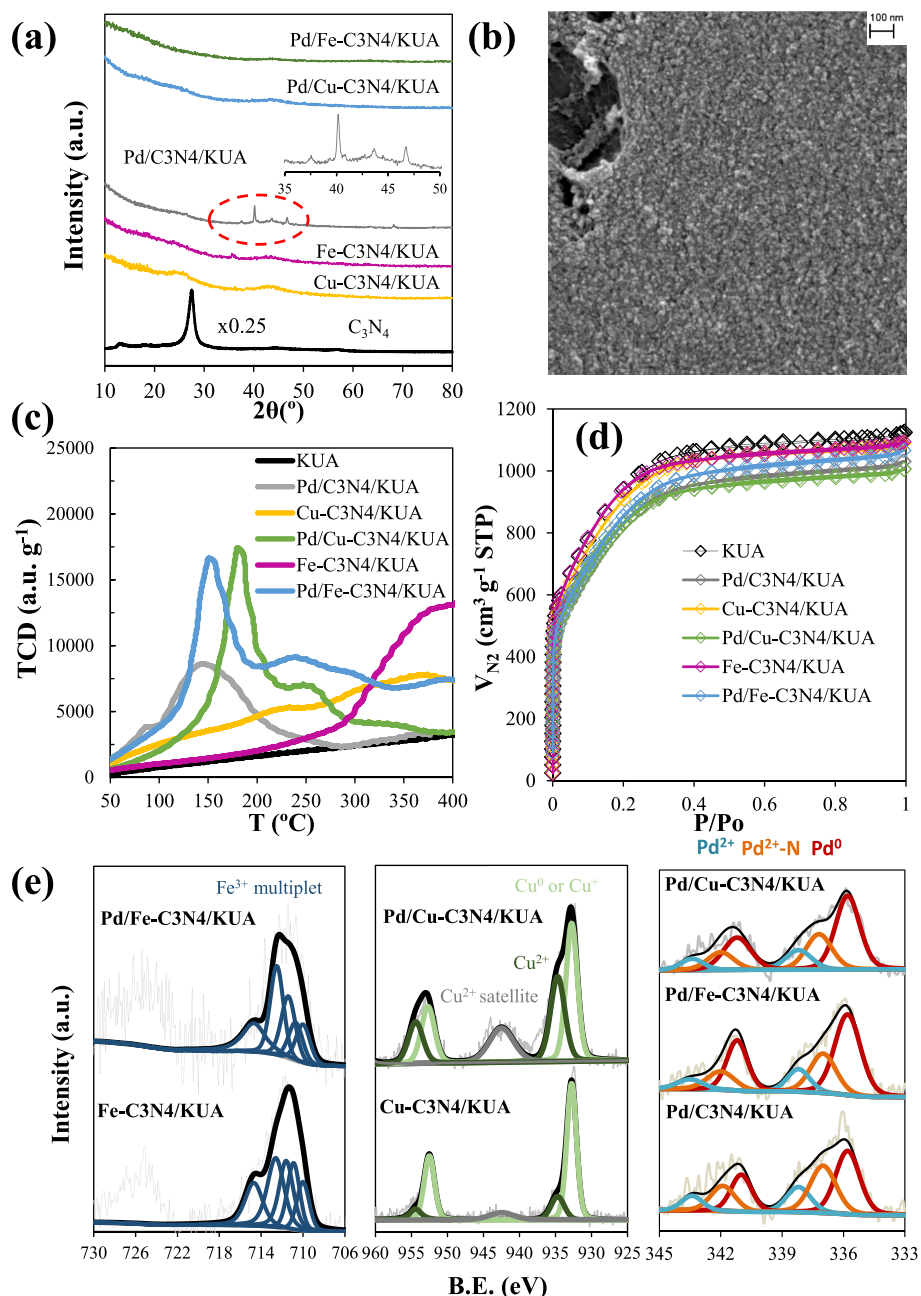 (a)
Pd/Fe-C3N4/KUA
Pd/Cu-C3N4/KUA
Pd/C3N4/KUA
35 40 45 50
Fe-C3N4/KUA
Cu-C3N4/KUA
x0.25 C₃N₄
Intensity (a.u.)
10 20 30 40 50 60 70 80
2θ(º)
(b)
100 nm
(c)
25000
20000
15000
10000
5000
0
TCD (a.u. g⁻¹)
KUA
Pd/C3N4/KUA
Cu-C3N4/KUA
Pd/Cu-C3N4/KUA
Fe-C3N4/KUA
Pd/Fe-C3N4/KUA
50 100 150 200 250 300 350 400
T (ºC)
(d)
1200
1000
800
600
400
200
0
V_N2 (cm³ g⁻¹ STP)
KUA
Pd/C3N4/KUA
Cu-C3N4/KUA
Pd/Cu-C3N4/KUA
Fe-C3N4/KUA
Pd/Fe-C3N4/KUA
0 0.2 0.4 0.6 0.8 1
P/Po
(e)
Intensity (a.u.)
Fe³⁺ multiplet
Pd/Fe-C3N4/KUA
Fe-C3N4/KUA
730 726 722 718 714 710 706
Cu⁰ or Cu⁺
Pd/Cu-C3N4/KUA
Cu²⁺
Cu²⁺ satellite
Cu-C3N4/KUA
960 955 950 945 940 935 930 925
Pd²⁺ Pd²⁺-N Pd⁰
Pd/Cu-C3N4/KUA
Pd/Fe-C3N4/KUA
Pd/C3N4/KUA
345 342 339 336 333
B.E. (eV)